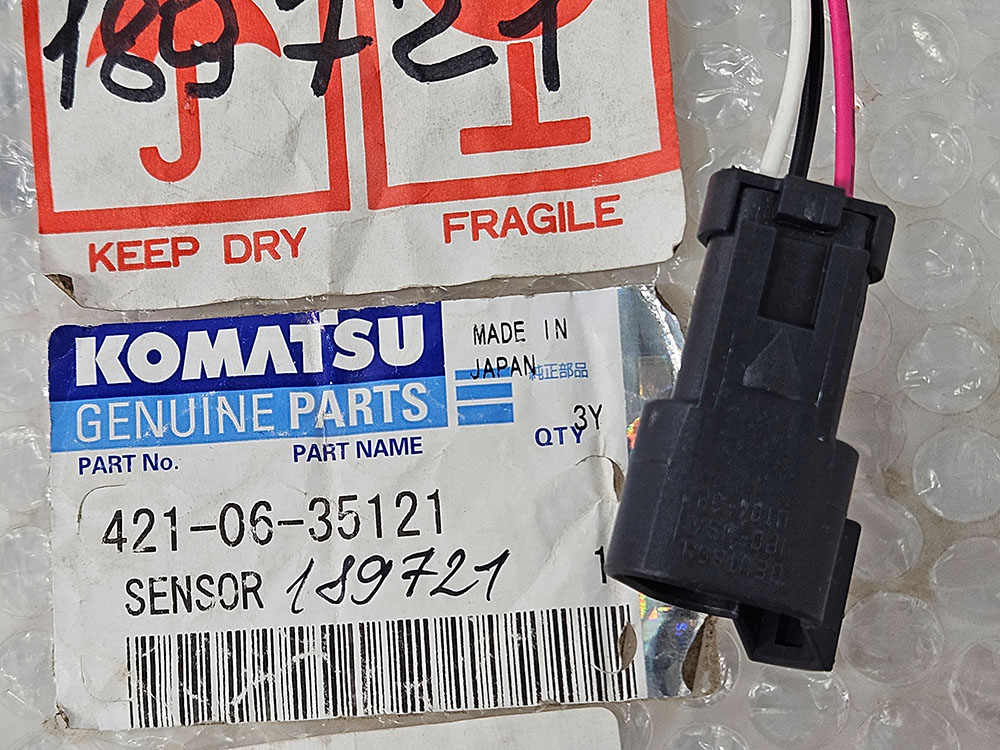 189721
KEEP DRY
FRAGILE
KOMATSU
GENUINE PARTS
MADE IN
JAPAN
純正部品
3Y
PART No.
PART NAME
QTY
421-06-35121
SENSOR 189721
1